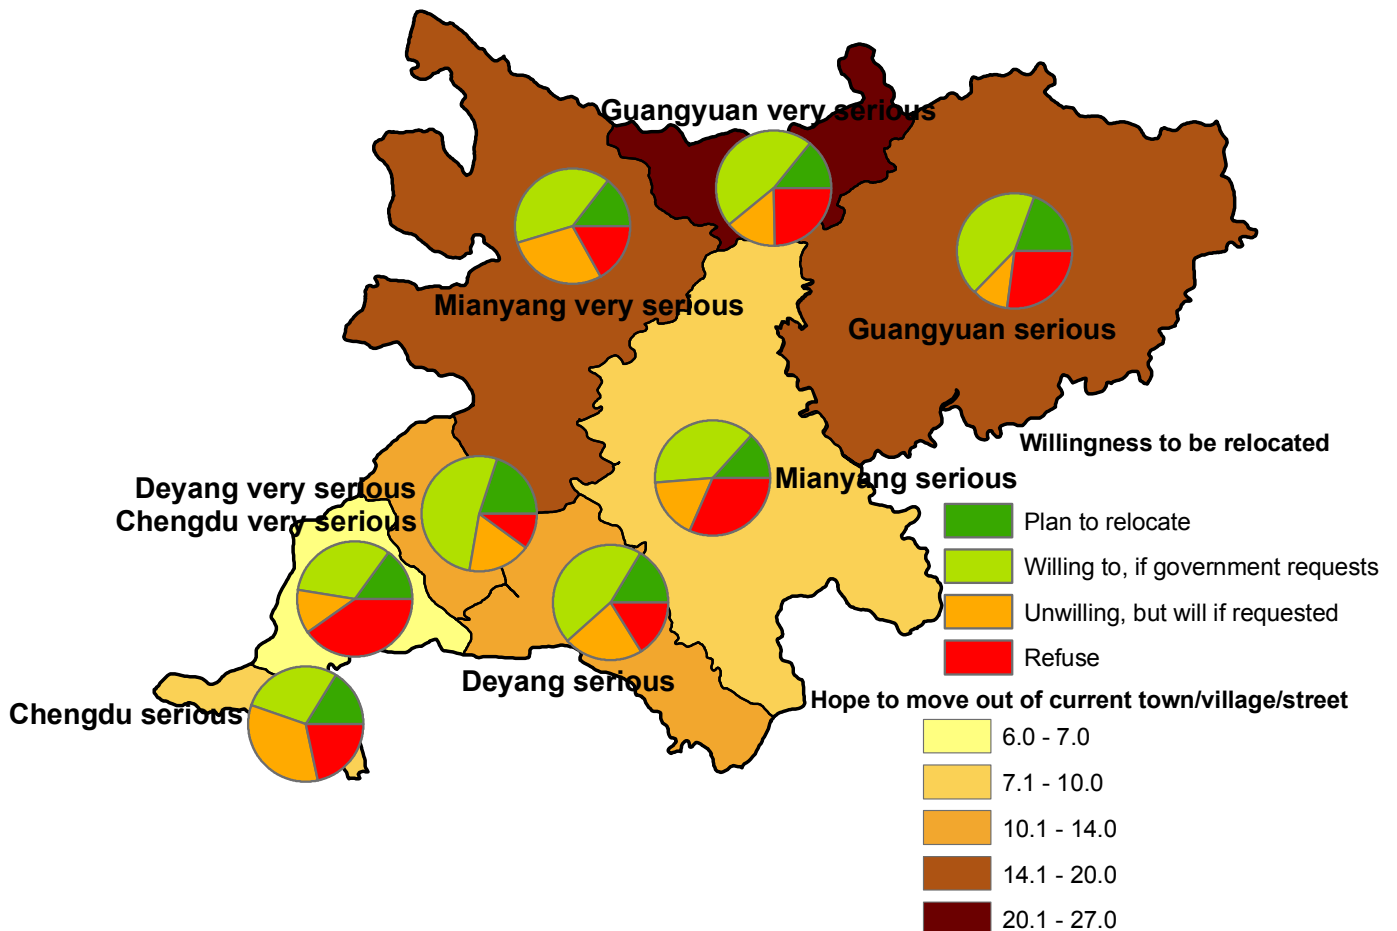 Guangyuan very serious
Mianyang very serious
Guangyuan serious
Mianyang serious
Deyang very serious
Chengdu very serious
Deyang serious
Chengdu serious
Willingness to be relocated
Plan to relocate
Willing to, if government requests
Unwilling, but will if requested
Refuse
Hope to move out of current town/village/street
6.0 - 7.0
7.1 - 10.0
10.1 - 14.0
14.1 - 20.0
20.1 - 27.0